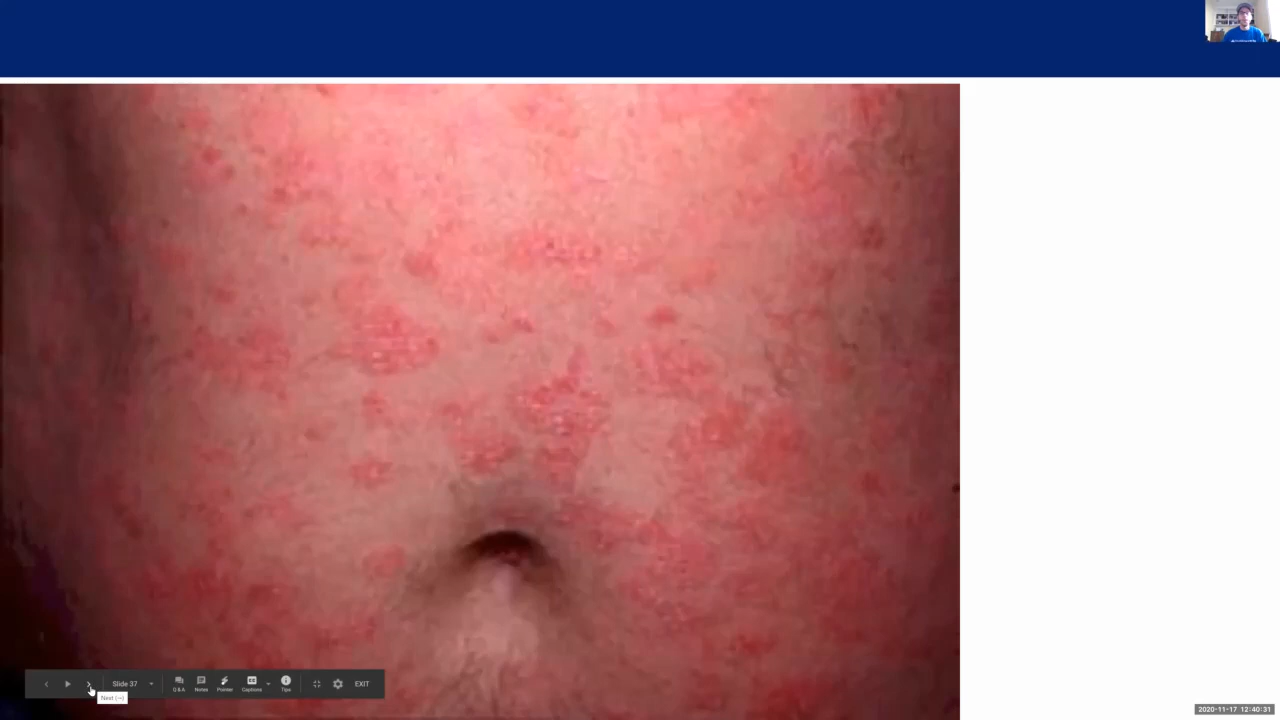 Slide 37
Q & A
Notes
Pointer
Captions
Tips
EXIT
Next (→)
2020-11-17 12:40:31